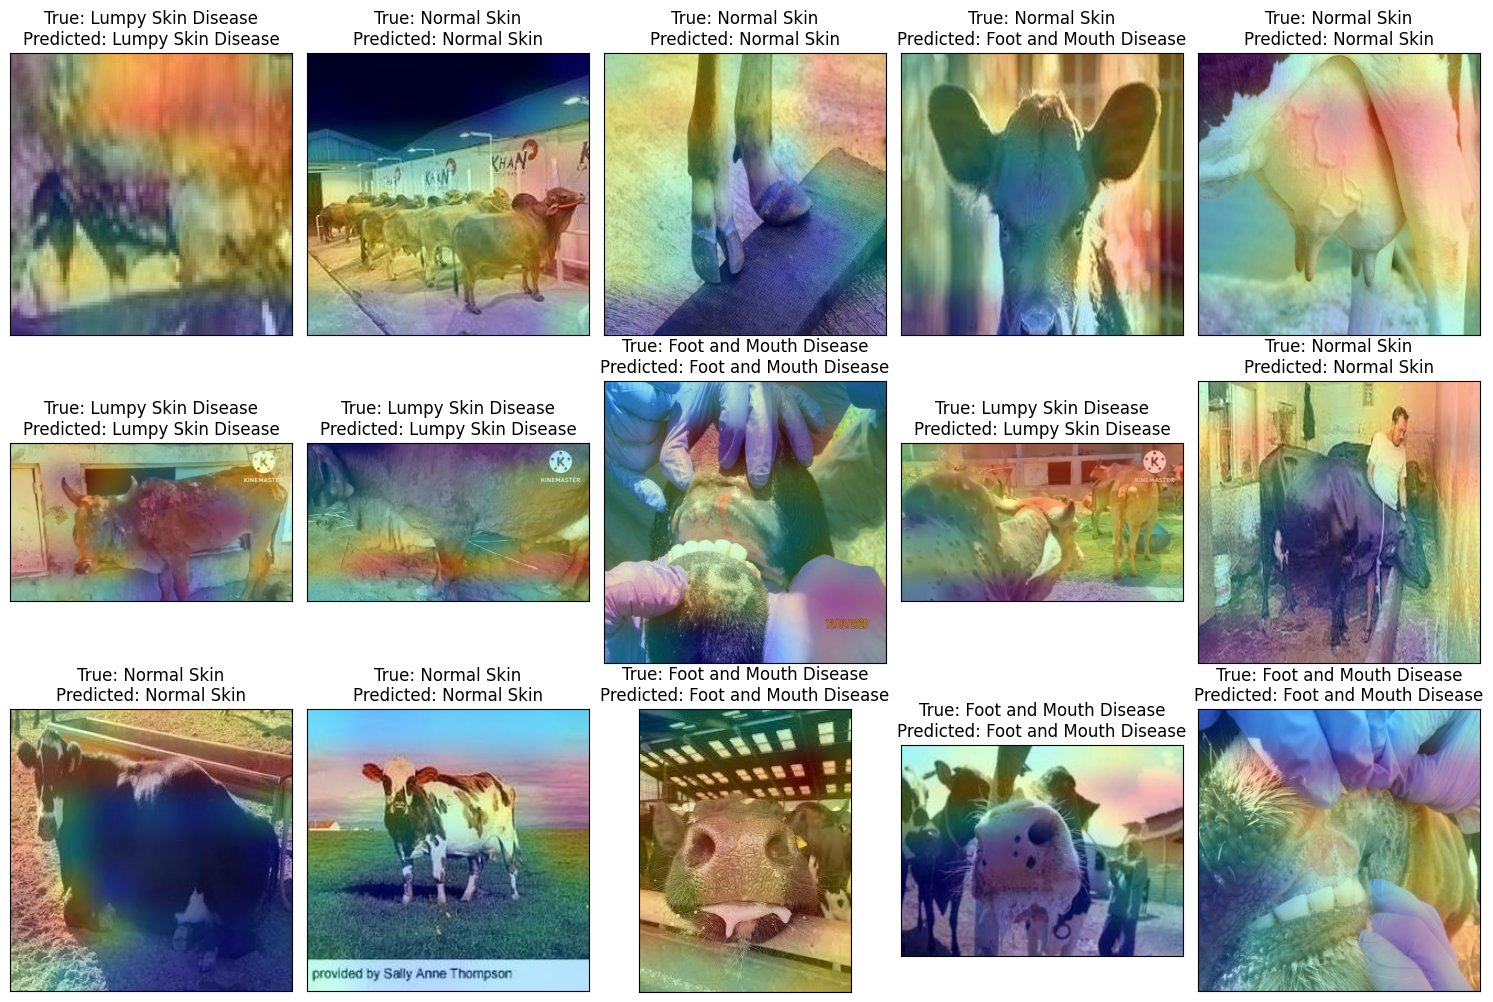 True: Lumpy Skin Disease
Predicted: Lumpy Skin Disease
True: Normal Skin
Predicted: Normal Skin
True: Normal Skin
Predicted: Normal Skin
True: Normal Skin
Predicted: Foot and Mouth Disease
True: Normal Skin
Predicted: Normal Skin
KHAN
KHAN
True: Lumpy Skin Disease
Predicted: Lumpy Skin Disease
K
KINEMASTER
True: Lumpy Skin Disease
Predicted: Lumpy Skin Disease
K
KINEMASTER
True: Foot and Mouth Disease
Predicted: Foot and Mouth Disease
True: Lumpy Skin Disease
Predicted: Lumpy Skin Disease
K
KINEMASTER
True: Normal Skin
Predicted: Normal Skin
True: Normal Skin
Predicted: Normal Skin
True: Normal Skin
Predicted: Normal Skin
provided by Sally Anne Thompson
True: Foot and Mouth Disease
Predicted: Foot and Mouth Disease
True: Foot and Mouth Disease
Predicted: Foot and Mouth Disease
True: Foot and Mouth Disease
Predicted: Foot and Mouth Disease